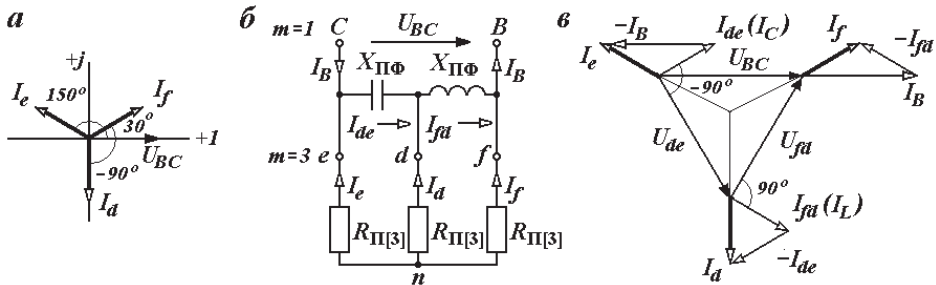 а
+j
I_e
150°
I_f
30°
+1
U_BC
−90°
I_d
б
m=1
C
U_BC
B
I_B
X_ПФ
X_ПФ
I_B
I_de
I_fd
m=3
e
d
f
I_e
I_d
I_f
R_П[3]
R_П[3]
R_П[3]
n
в
−I_B
I_de (I_C)
I_f
−I_fd
I_e
U_BC
−90°
I_B
U_de
U_fd
90°
I_fd (I_L)
I_d
−I_de